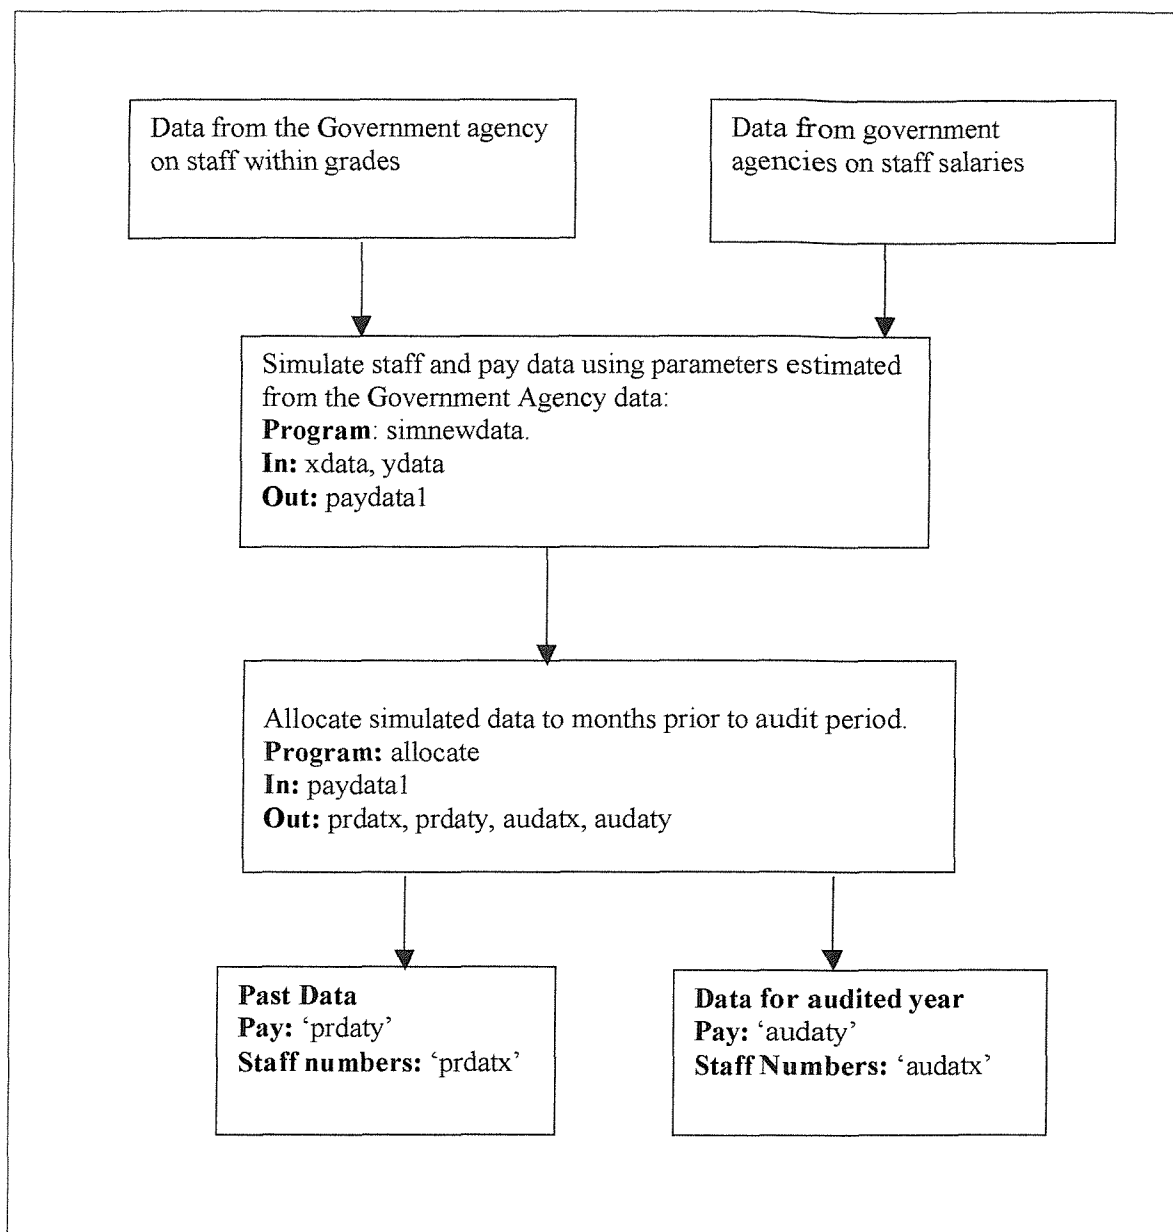 Data from the Government agency
on staff within grades
Data from government
agencies on staff salaries
Simulate staff and pay data using parameters estimated
from the Government Agency data:
Program: simnewdata.
In: xdata, ydata
Out: paydata1
Allocate simulated data to months prior to audit period.
Program: allocate
In: paydata1
Out: prdatx, prdaty, audatx, audaty
Past Data
Pay: ‘prdaty’
Staff numbers: ‘prdatx’
Data for audited year
Pay: ‘audaty’
Staff Numbers: ‘audatx’